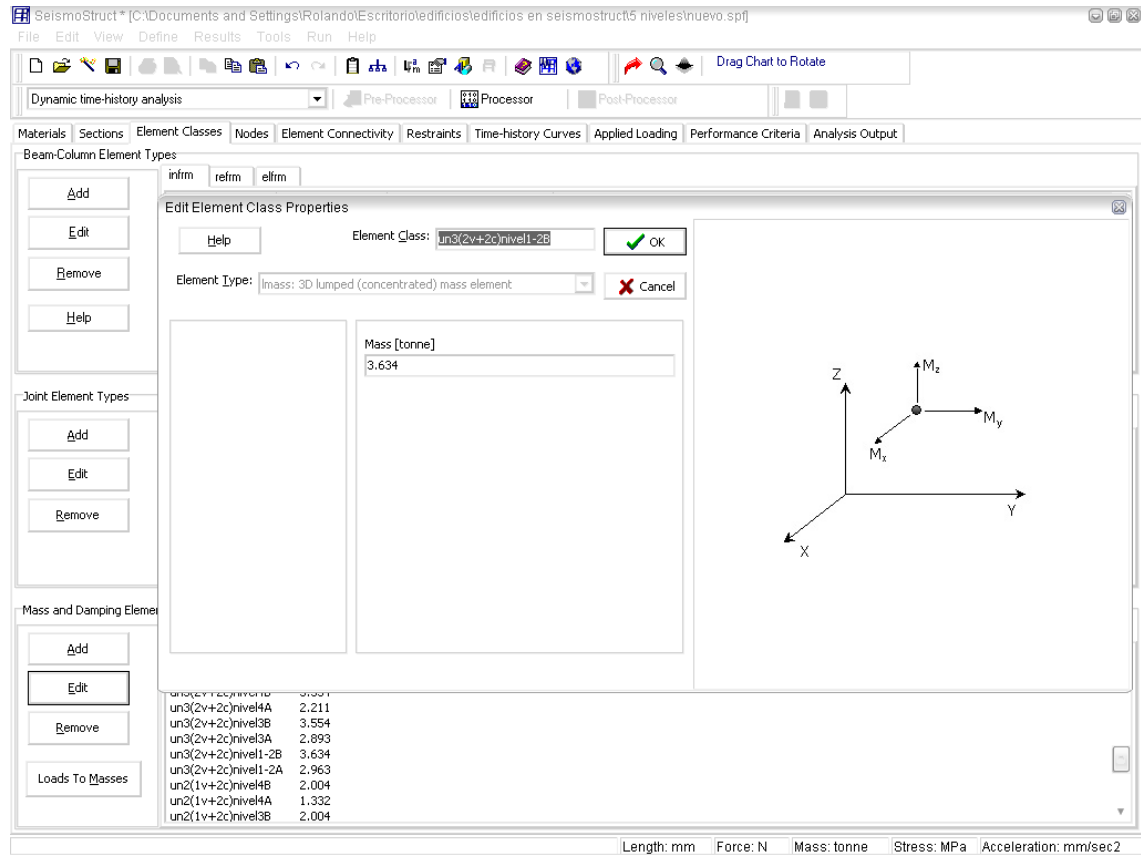 SeismoStruct * [C:\Documents and Settings\Rolando\Escritorio\edificios\edificios en seismostruct\5 niveles\nuevo.spf]
File Edit View Define Results Tools Run Help
Drag Chart to Rotate
Dynamic time-history analysis Pre-Processor Processor Post-Processor
Materials Sections Element Classes Nodes Element Connectivity Restraints Time-history Curves Applied Loading Performance Criteria Analysis Output
Beam-Column Element Types
infrm refrm elfrm
Add
Edit
Remove
Help
Edit Element Class Properties
Help Element Class: un3(2v+2c)nivel1-2B OK
Element Type: lmass: 3D lumped (concentrated) mass element Cancel
Mass [tonne]
3.634
Z Mz
My
Mx
Y
X
Joint Element Types
Add
Edit
Remove
Mass and Damping Eleme
Add
Edit
Remove
Loads To Masses
un3(2v+2c)nivel4A 2.211
un3(2v+2c)nivel3B 3.554
un3(2v+2c)nivel3A 2.893
un3(2v+2c)nivel1-2B 3.634
un3(2v+2c)nivel1-2A 2.963
un2(1v+2c)nivel4B 2.004
un2(1v+2c)nivel4A 1.332
un2(1v+2c)nivel3B 2.004
Length: mm Force: N Mass: tonne Stress: MPa Acceleration: mm/sec2